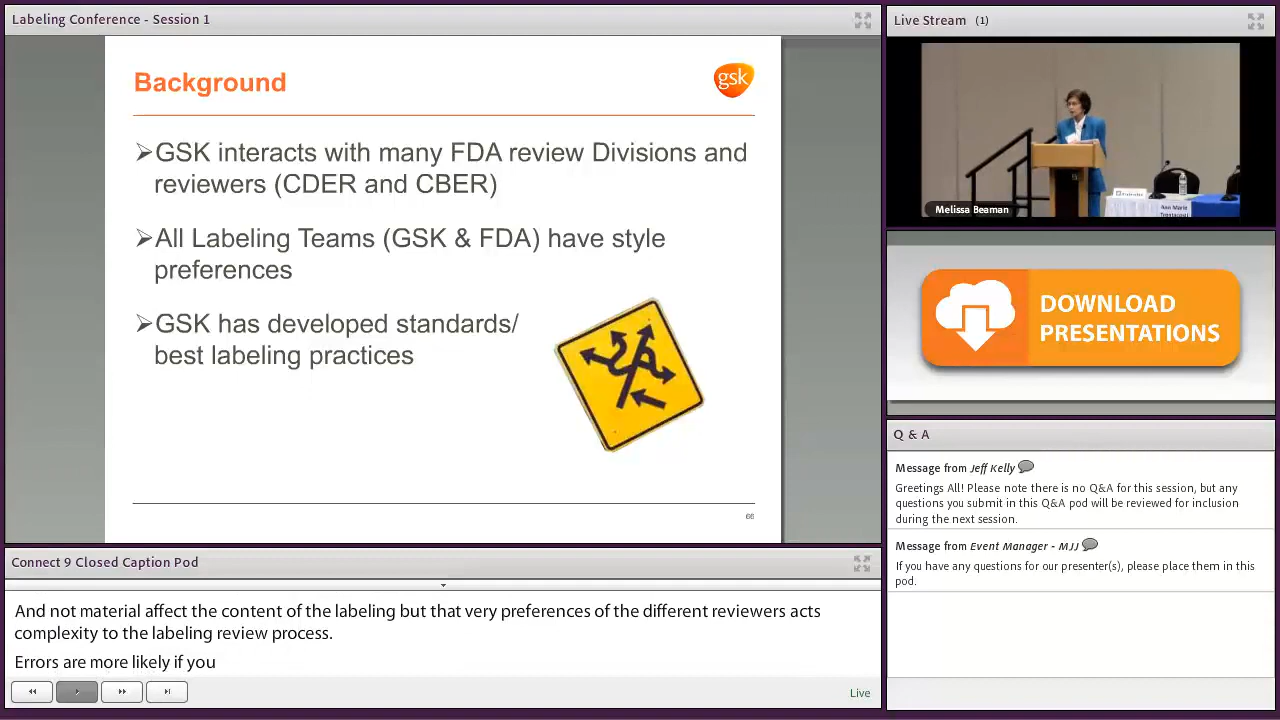 Labeling Conference - Session 1
Background
gsk
➢GSK interacts with many FDA review Divisions and
reviewers (CDER and CBER)
➢All Labeling Teams (GSK & FDA) have style
preferences
➢GSK has developed standards/
best labeling practices
66
Connect 9 Closed Caption Pod
And not material affect the content of the labeling but that very preferences of the different reviewers acts
complexity to the labeling review process.
Errors are more likely if you
Live
Live Stream (1)
Melissa Beaman
Ann Marie
DOWNLOAD
PRESENTATIONS
Q & A
Message from Jeff Kelly
Greetings All! Please note there is no Q&A for this session, but any
questions you submit in this Q&A pod will be reviewed for inclusion
during the next session.
Message from Event Manager - MJJ
If you have any questions for our presenter(s), please place them in this
pod.